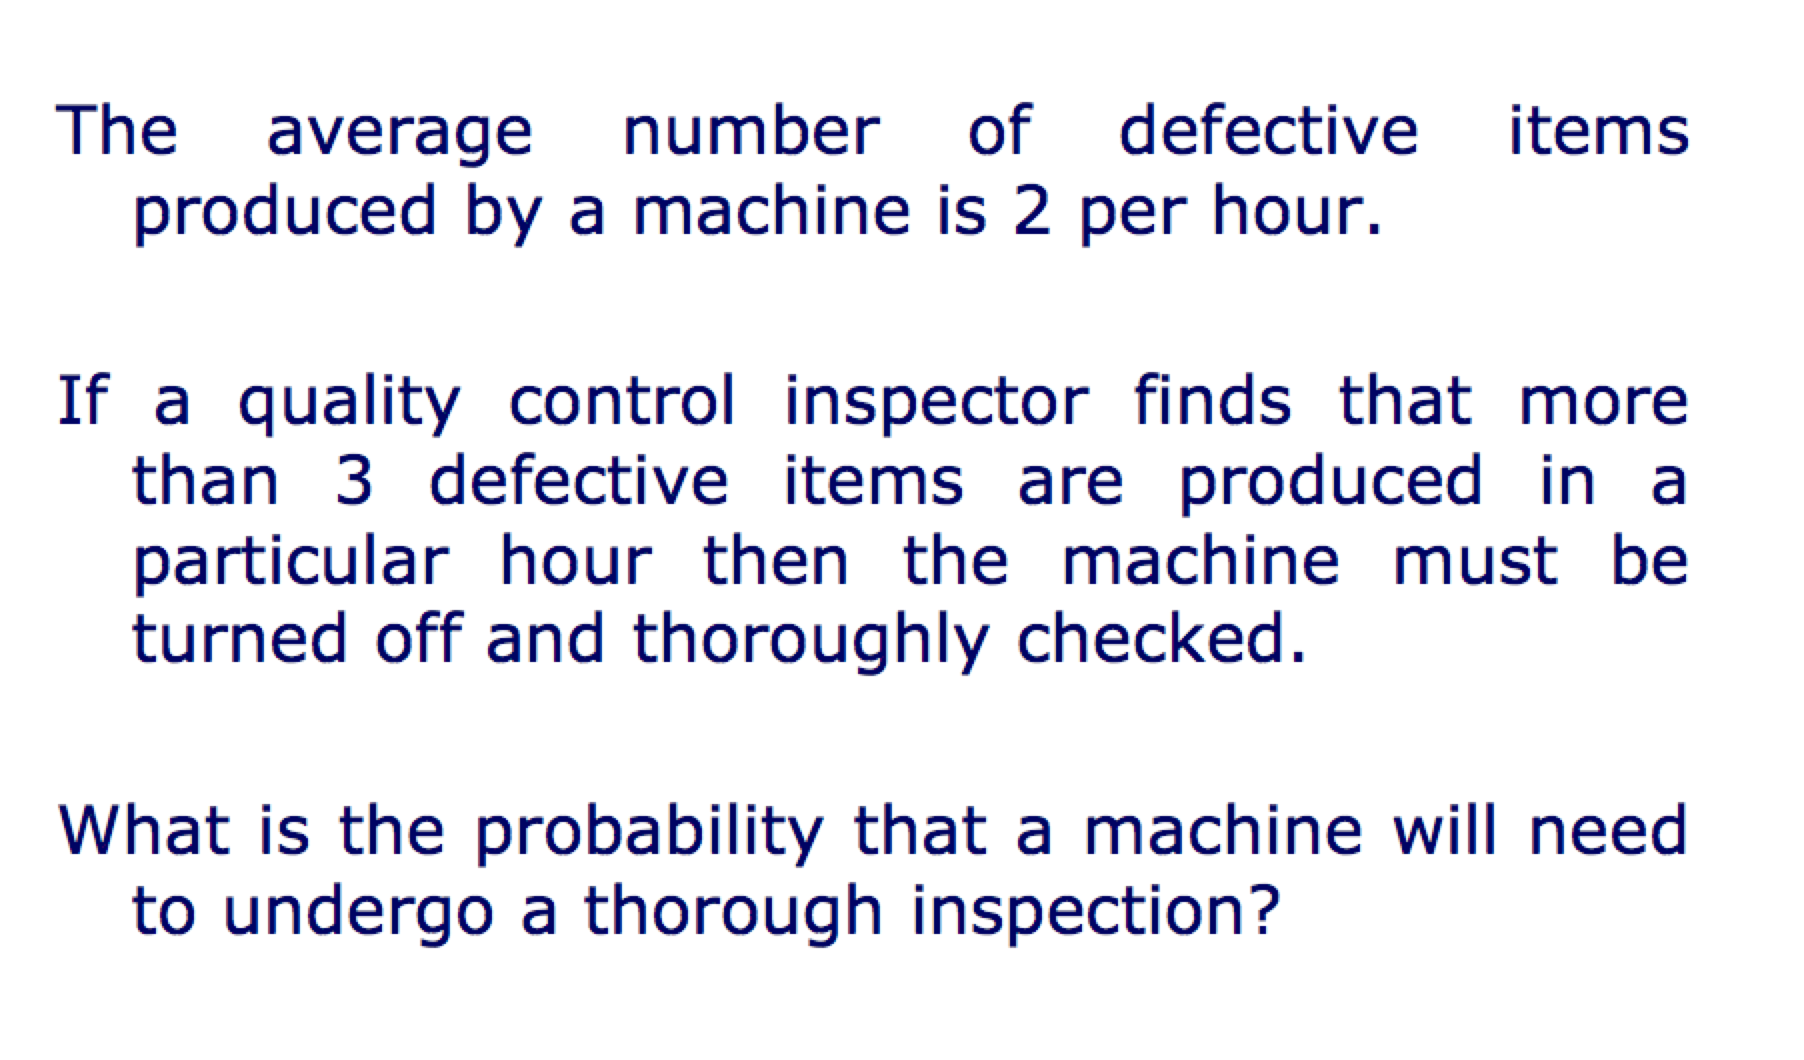 The average number of defective items
produced by a machine is 2 per hour.
If a quality control inspector finds that more
than 3 defective items are produced in a
particular hour then the machine must be
turned off and thoroughly checked.
What is the probability that a machine will need
to undergo a thorough inspection?